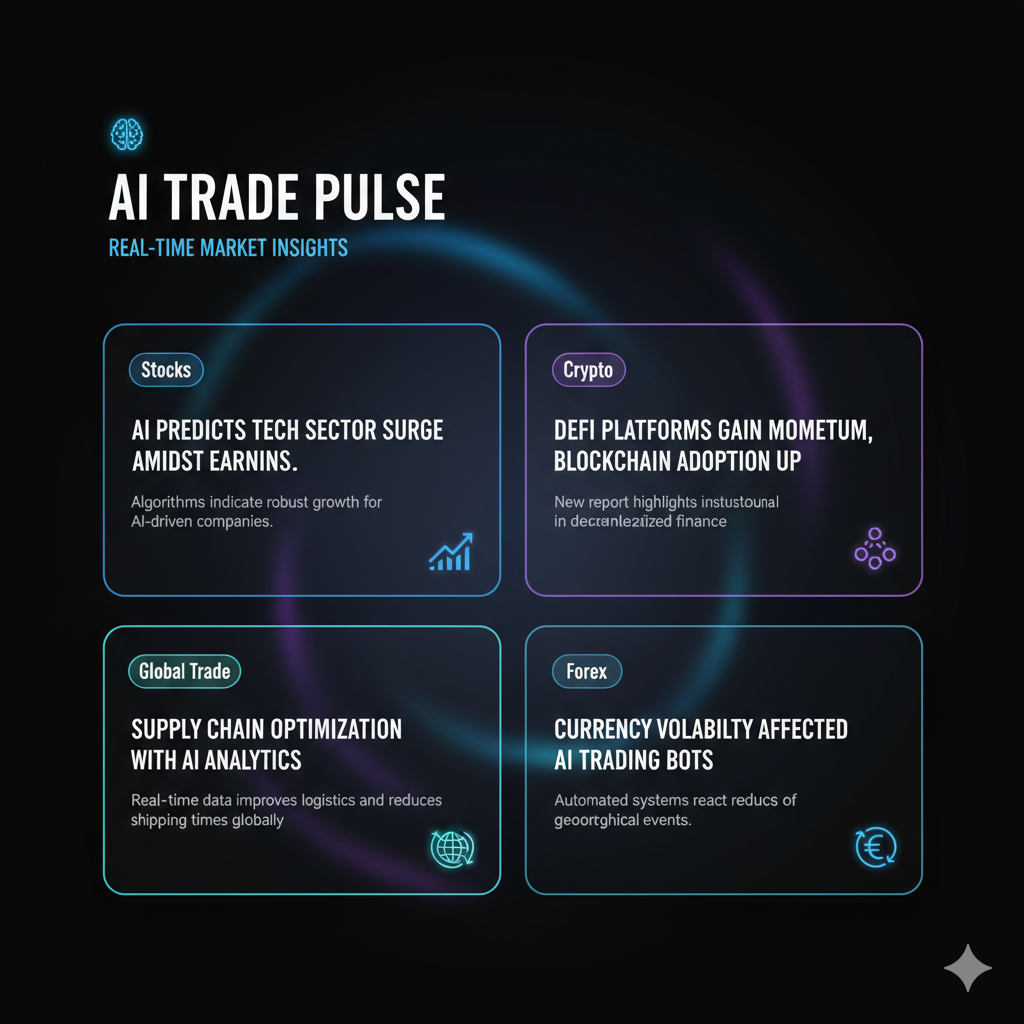 AI TRADE PULSE
REAL-TIME MARKET INSIGHTS
Stocks
AI PREDICTS TECH SECTOR SURGE
AMIDST EARNINS.
Algorithms indicate robust growth for
AI-driven companies.
Crypto
DEFI PLATFORMS GAIN MOMETUM,
BLOCKCHAIN ADOPTION UP
New report highlights
in finance
Global Trade
SUPPLY CHAIN OPTIMIZATION
WITH AI ANALYTICS
Real-time data improves logistics and reduces
shipping times globally
Forex
CURRENCY VOLABILTY AFFECTED
AI TRADING BOTS
Automated systems react reducs of
geoortghical events.